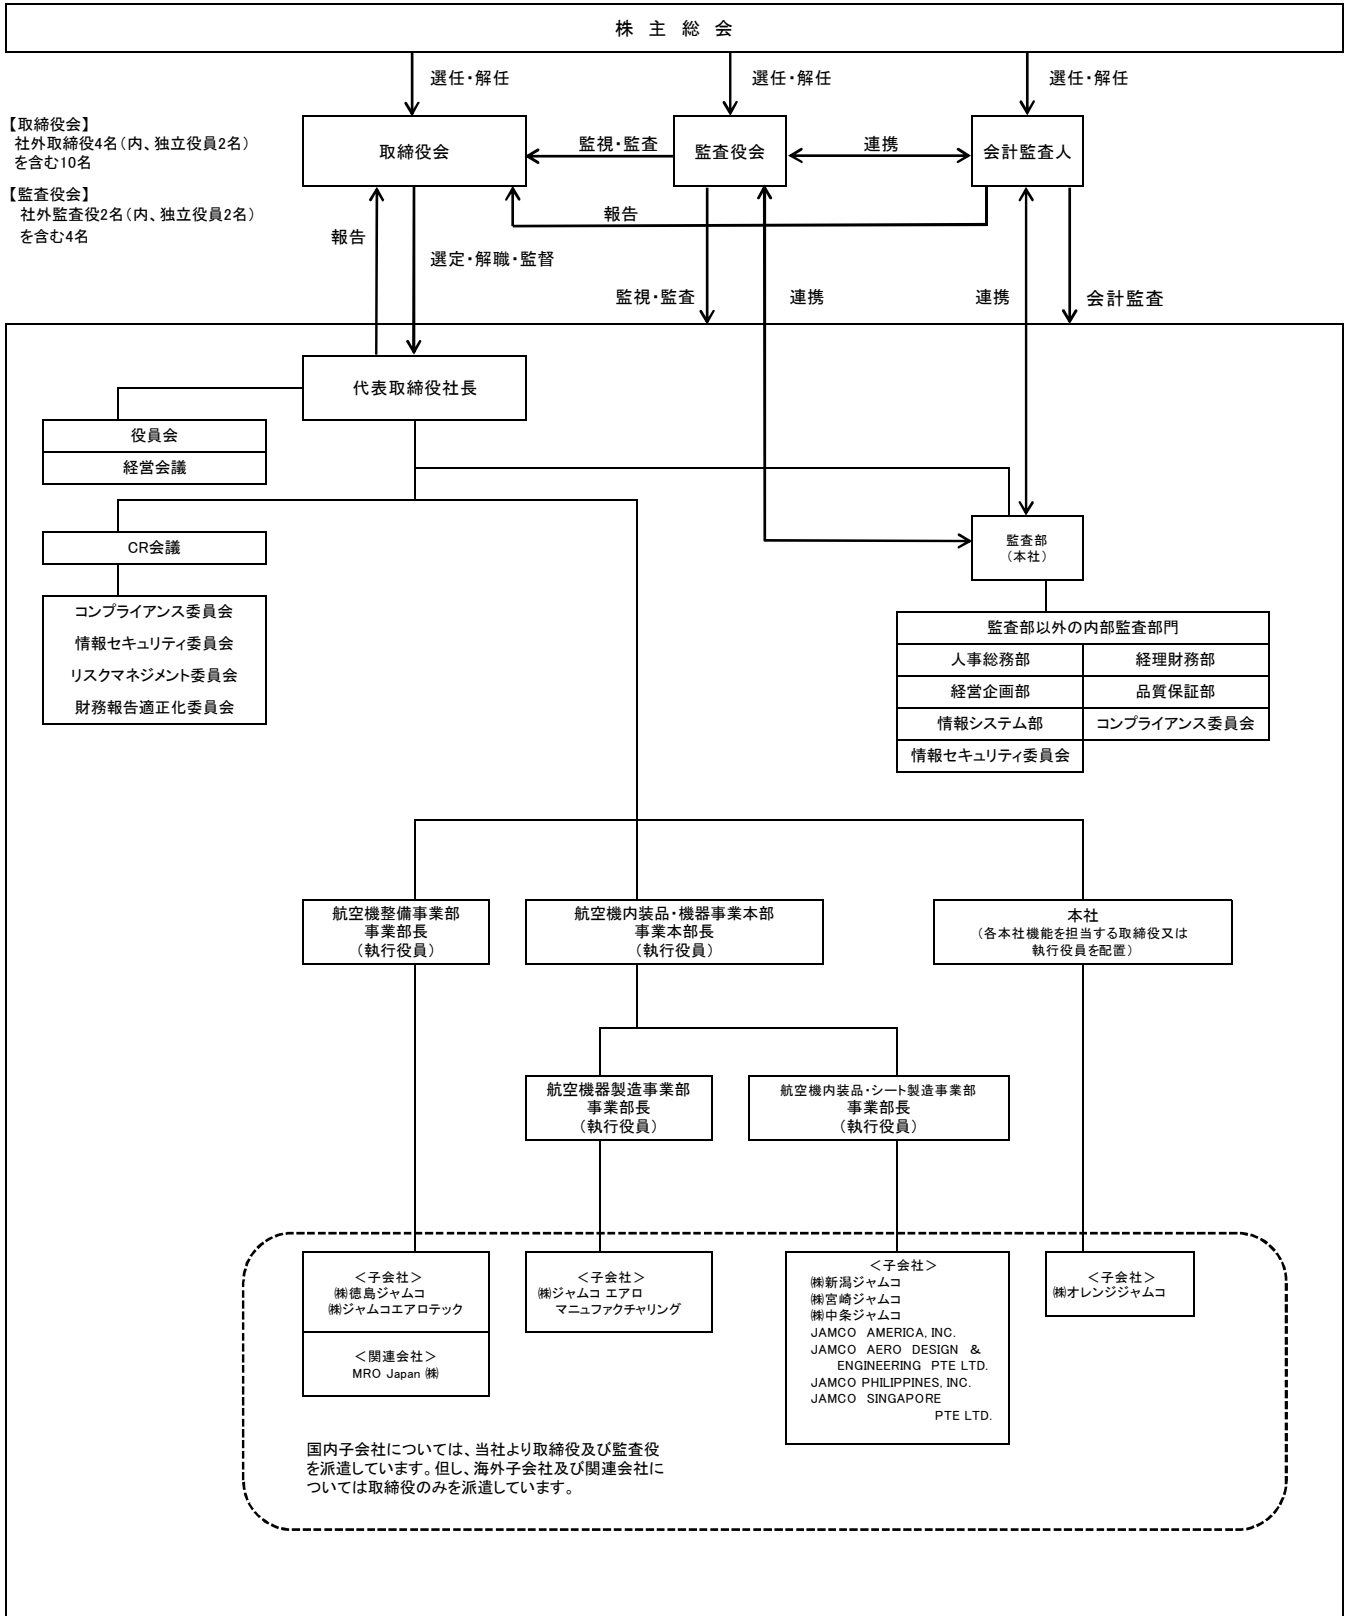 株 主 総 会
選任・解任
選任・解任
選任・解任
【取締役会】
社外取締役4名（内、独立役員2名）
を含む10名
【監査役会】
社外監査役2名（内、独立役員2名）
を含む4名
取締役会
監視・監査
監査役会
連携
会計監査人
報告
報告
選定・解職・監督
監視・監査
連携
連携
会計監査
代表取締役社長
役員会
経営会議
CR会議
コンプライアンス委員会
情報セキュリティ委員会
リスクマネジメント委員会
財務報告適正化委員会
監査部
（本社）
監査部以外の内部監査部門
人事総務部
経理財務部
経営企画部
品質保証部
情報システム部
コンプライアンス委員会
情報セキュリティ委員会
航空機整備事業部
事業部長
（執行役員）
航空機内装品・機器事業本部
事業本部長
（執行役員）
本社
（各本社機能を担当する取締役又は
執行役員を配置）
航空機器製造事業部
事業部長
（執行役員）
航空機内装品・シート製造事業部
事業部長
（執行役員）
＜子会社＞
㈱徳島ジャムコ
㈱ジャムコエアロテック
＜関連会社＞
MRO Japan ㈱
＜子会社＞
㈱ジャムコ エアロ
マニュファクチャリング
＜子会社＞
㈱新潟ジャムコ
㈱宮崎ジャムコ
㈱中条ジャムコ
JAMCO AMERICA, INC.
JAMCO AERO DESIGN &
ENGINEERING PTE LTD.
JAMCO PHILIPPINES, INC.
JAMCO SINGAPORE
PTE LTD.
＜子会社＞
㈱オレンジジャムコ
国内子会社については、当社より取締役及び監査役
を派遣しています。但し、海外子会社及び関連会社に
ついては取締役のみを派遣しています。